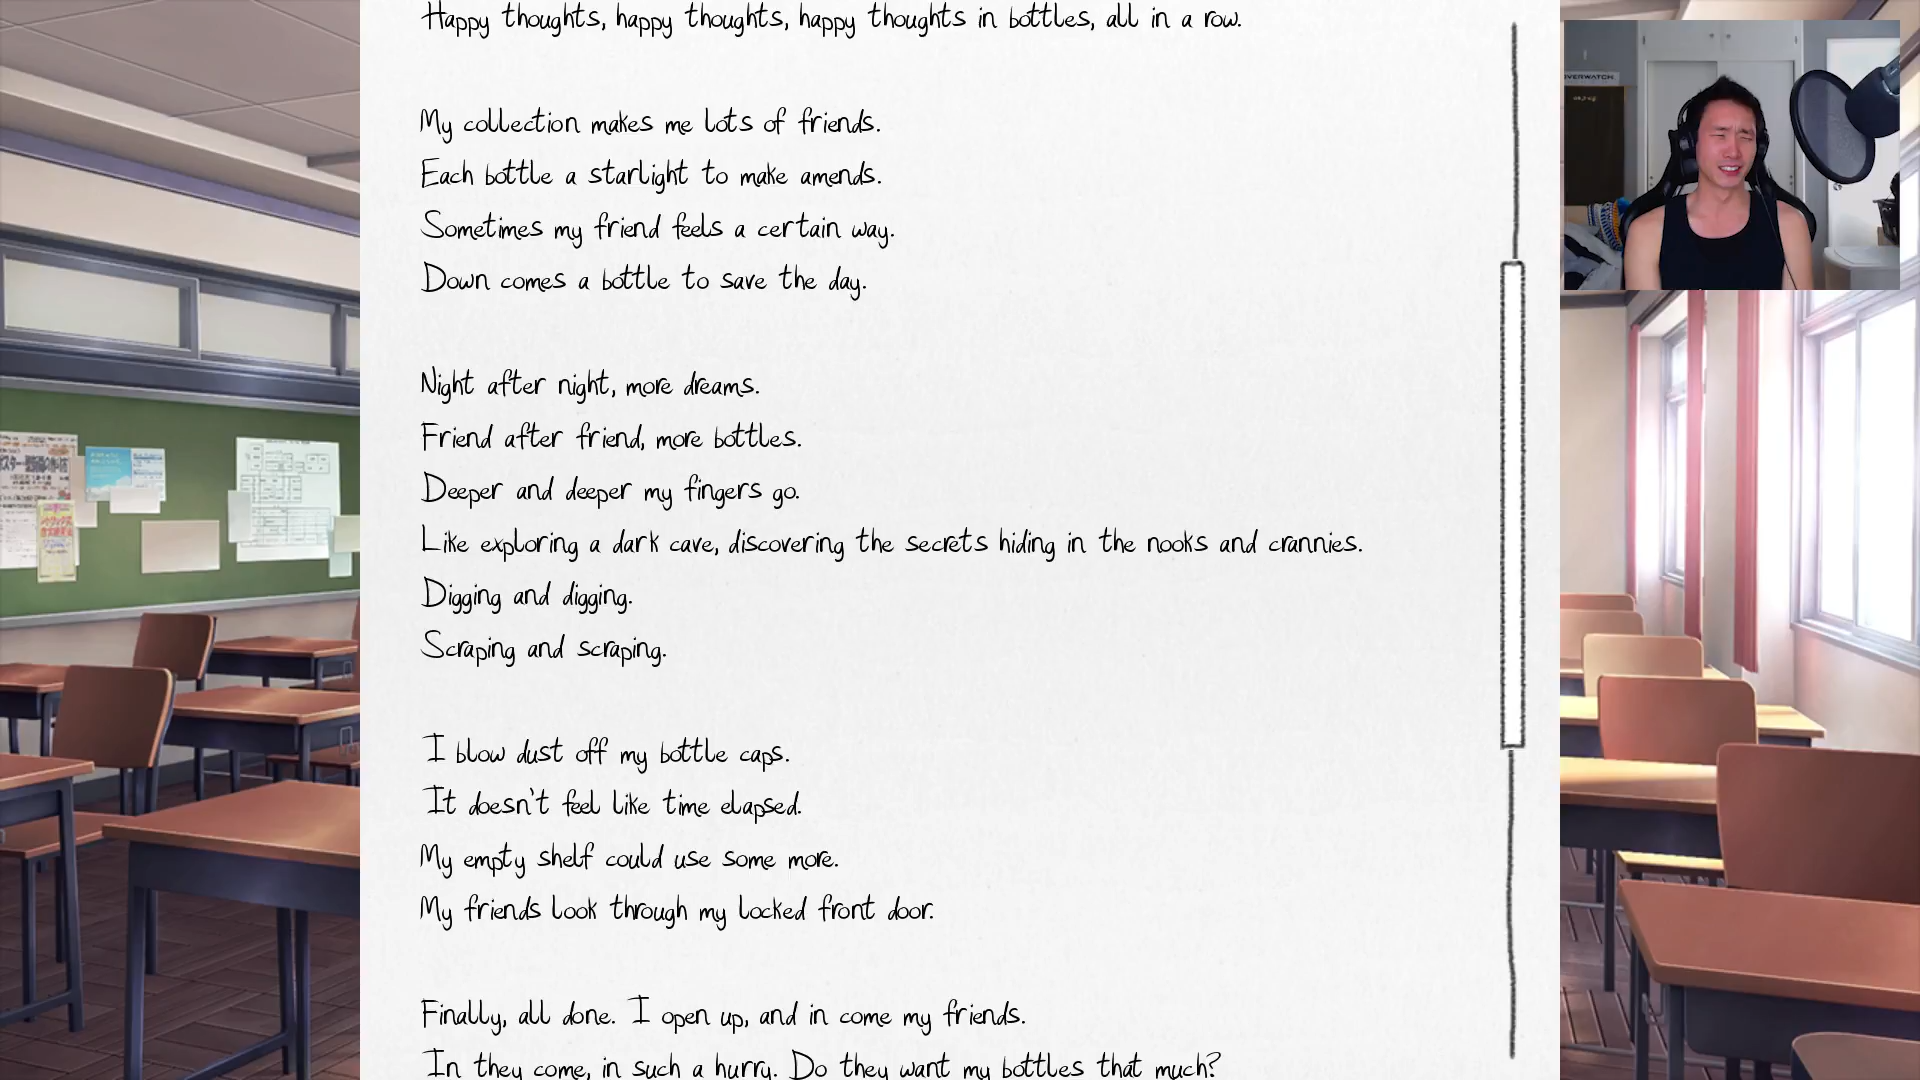 Happy thoughts, happy thoughts, happy thoughts in bottles, all in a row.
My collection makes me lots of friends.
Each bottle a starlight to make amends.
Sometimes my friend feels a certain way.
Down comes a bottle to save the day.
Night after night, more dreams.
Friend after friend, more bottles.
Deeper and deeper my fingers go.
Like exploring a dark cave, discovering the secrets hiding in the nooks and crannies.
Digging and digging.
Scraping and scraping.
I blow dust off my bottle caps.
It doesn't feel like time elapsed.
My empty shelf could use some more.
My friends look through my locked front door.
Finally, all done. I open up, and in come my friends.
In they come, in such a hurry. Do they want my bottles that much?
OVERWATCH